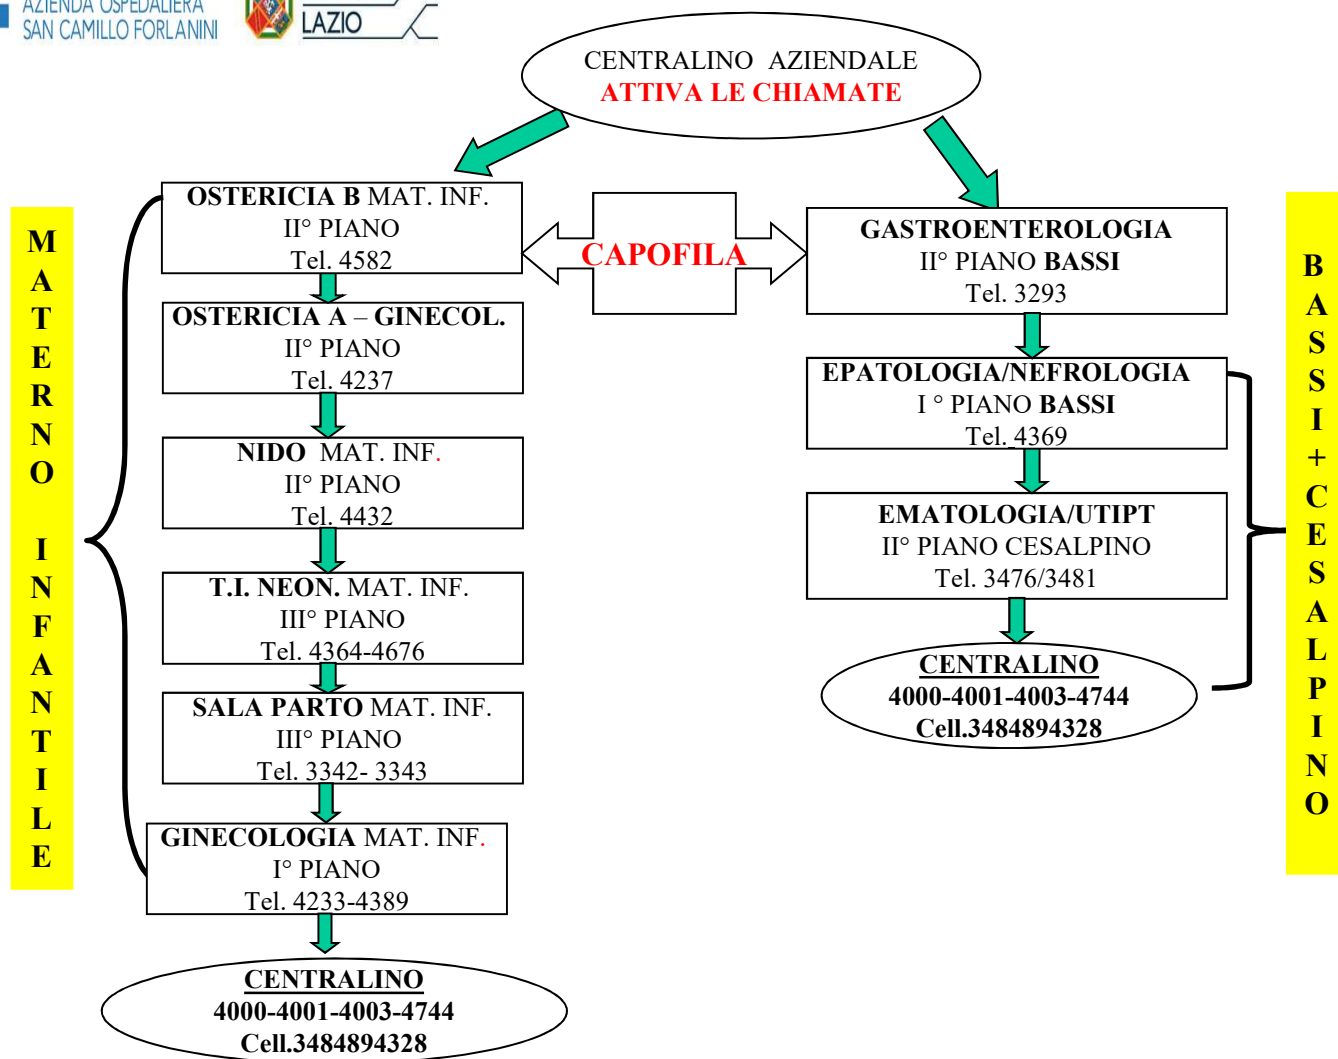 AZIENDA OSPEDALIERA
SAN CAMILLO FORLANINI
LAZIO
CENTRALINO AZIENDALE
ATTIVA LE CHIAMATE
MATERNO INFANTILE
OSTERICIA B MAT. INF.
II° PIANO
Tel. 4582
CAPOFILA
OSTERICIA A – GINECOL.
II° PIANO
Tel. 4237
NIDO MAT. INF.
II° PIANO
Tel. 4432
T.I. NEON. MAT. INF.
III° PIANO
Tel. 4364-4676
SALA PARTO MAT. INF.
III° PIANO
Tel. 3342- 3343
GINECOLOGIA MAT. INF.
I° PIANO
Tel. 4233-4389
CENTRALINO
4000-4001-4003-4744
Cell.3484894328
GASTROENTEROLOGIA
II° PIANO BASSI
Tel. 3293
EPATOLOGIA/NEFROLOGIA
I ° PIANO BASSI
Tel. 4369
EMATOLOGIA/UTIPT
II° PIANO CESALPINO
Tel. 3476/3481
CENTRALINO
4000-4001-4003-4744
Cell.3484894328
BASSI+CESALPINO